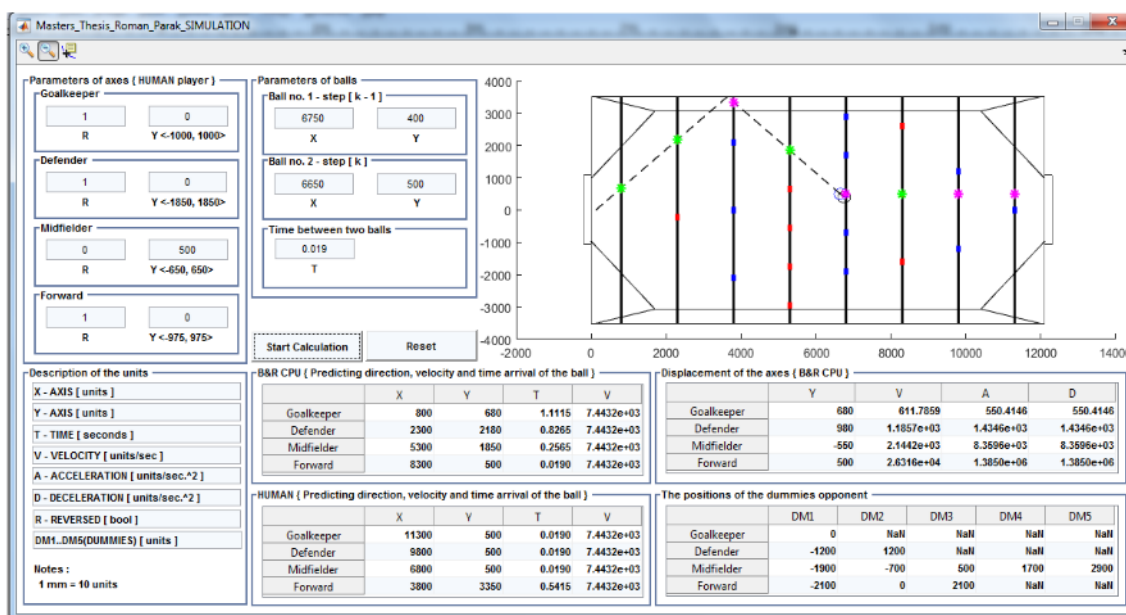 Masters_Thesis_Roman_Parak_SIMULATION
Parameters of axes { HUMAN player }
Goalkeeper
1 0
R Y <-1000, 1000>
Defender
1 0
R Y <-1850, 1850>
Midfielder
0 500
R Y <-650, 650>
Forward
1 0
R Y <-975, 975>
Parameters of balls
Ball no. 1 - step [ k - 1 ]
6750 400
X Y
Ball no. 2 - step [ k ]
6650 500
X Y
Time between two balls
0.019
T
Start Calculation Reset
4000
3000
2000
1000
0
-1000
-2000
-3000
-4000
-2000 0 2000 4000 6000 8000 10000 12000 1400
Description of the units
X - AXIS [ units ]
Y - AXIS [ units ]
T - TIME [ seconds ]
V - VELOCITY [ units/sec ]
A - ACCELERATION [ units/sec.^2 ]
D - DECELERATION [ units/sec.^2 ]
R - REVERSED [ bool ]
DM1..DM5(DUMMIES) [ units ]
Notes :
1 mm = 10 units
B&R CPU { Predicting direction, velocity and time arrival of the ball }
X Y T V
Goalkeeper 800 680 1.1115 7.4432e+03
Defender 2300 2180 0.8265 7.4432e+03
Midfielder 5300 1850 0.2565 7.4432e+03
Forward 8300 500 0.0190 7.4432e+03
Displacement of the axes { B&R CPU }
Y V A D
Goalkeeper 680 611.7859 550.4146 550.4146
Defender 980 1.1857e+03 1.4346e+03 1.4346e+03
Midfielder -550 2.1442e+03 8.3596e+03 8.3596e+03
Forward 500 2.6316e+04 1.3850e+06 1.3850e+06
HUMAN { Predicting direction, velocity and time arrival of the ball }
X Y T V
Goalkeeper 11300 500 0.0190 7.4432e+03
Defender 9800 500 0.0190 7.4432e+03
Midfielder 6800 500 0.0190 7.4432e+03
Forward 3800 3350 0.5415 7.4432e+03
The positions of the dummies opponent
DM1 DM2 DM3 DM4 DM5
Goalkeeper 0 NaN NaN NaN NaN
Defender -1200 1200 NaN NaN NaN
Midfielder -1900 -700 500 1700 2900
Forward -2100 0 2100 NaN NaN